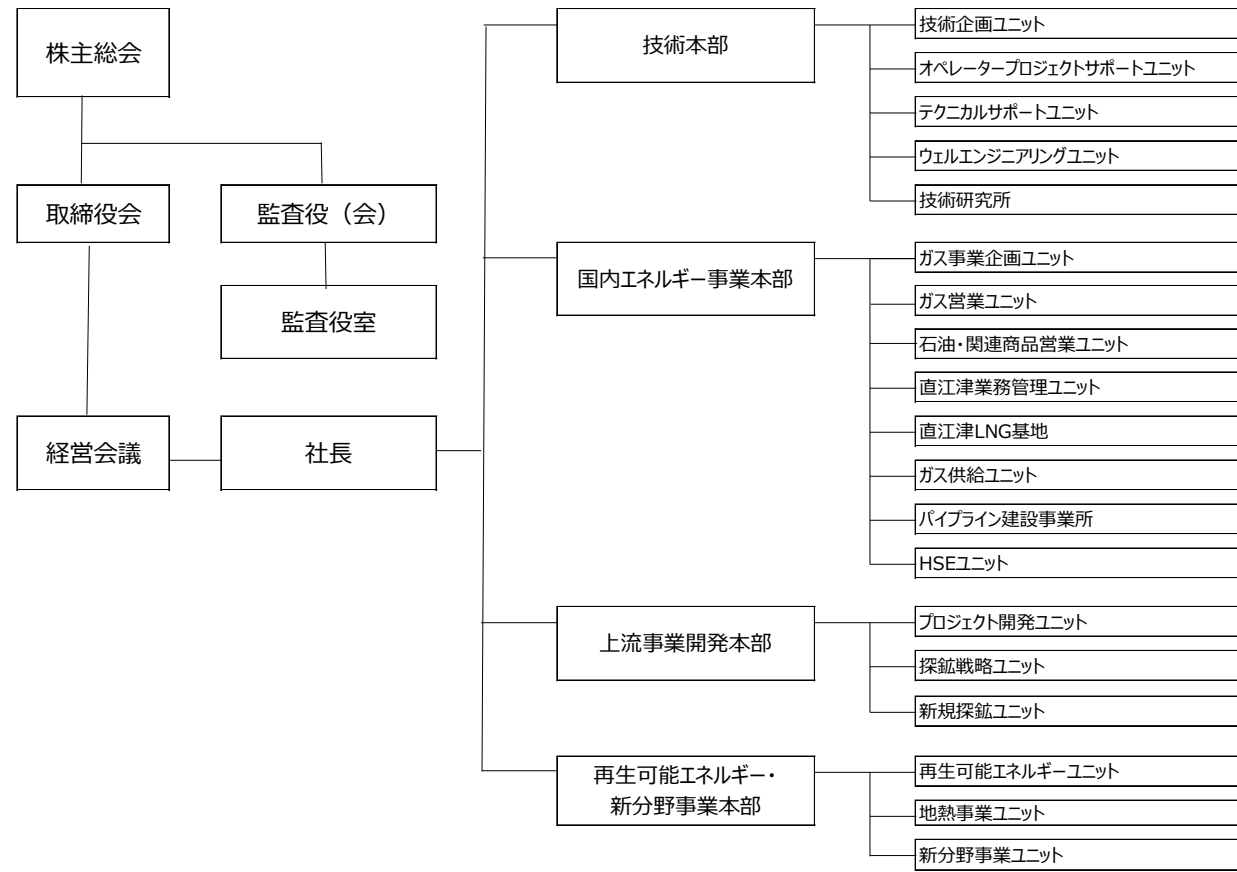 株主総会
取締役会
監査役（会）
監査役室
経営会議
社長
技術本部
技術企画ユニット
オペレータープロジェクトサポートユニット
テクニカルサポートユニット
ウェルエンジニアリングユニット
技術研究所
国内エネルギー事業本部
ガス事業企画ユニット
ガス営業ユニット
石油・関連商品営業ユニット
直江津業務管理ユニット
直江津LNG基地
ガス供給ユニット
パイプライン建設事業所
HSEユニット
上流事業開発本部
プロジェクト開発ユニット
探鉱戦略ユニット
新規探鉱ユニット
再生可能エネルギー・
新分野事業本部
再生可能エネルギーユニット
地熱事業ユニット
新分野事業ユニット